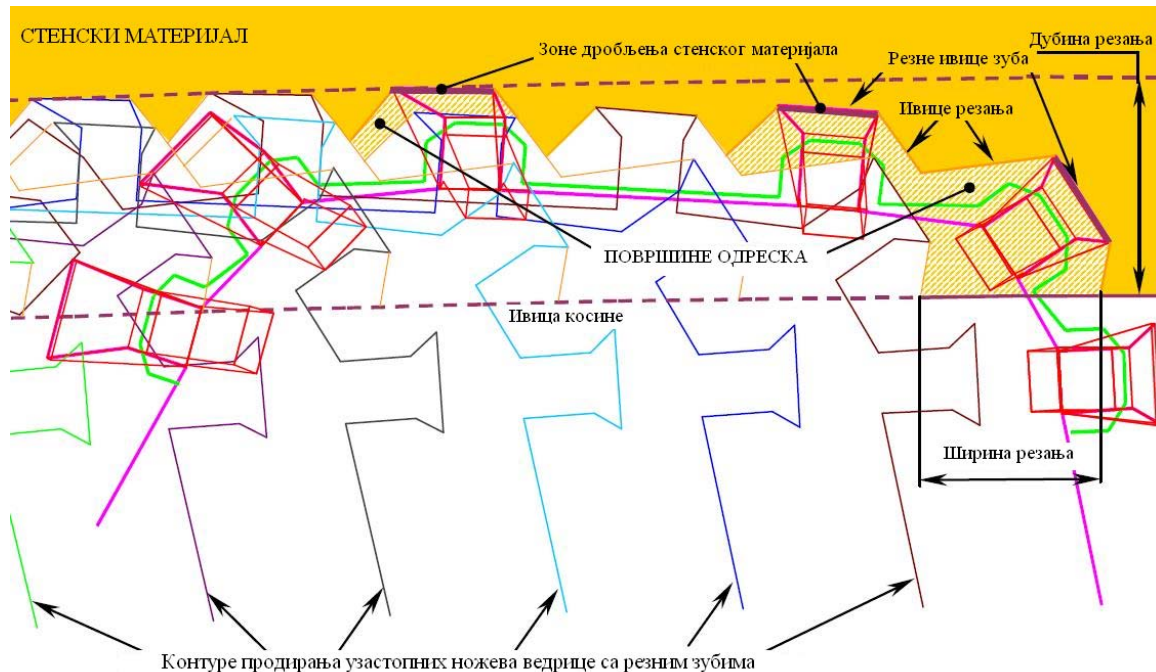 СТЕНСКИ МАТЕРИЈАЛ
Зоне дробљења стенског материјала
Дубина резања
Резне ивице зуба
Ивице резања
ПОВРШИНЕ ОДРЕСКА
Ивица косине
Ширина резања
Контуре продирања узастопних ножева ведрице са резним зубима